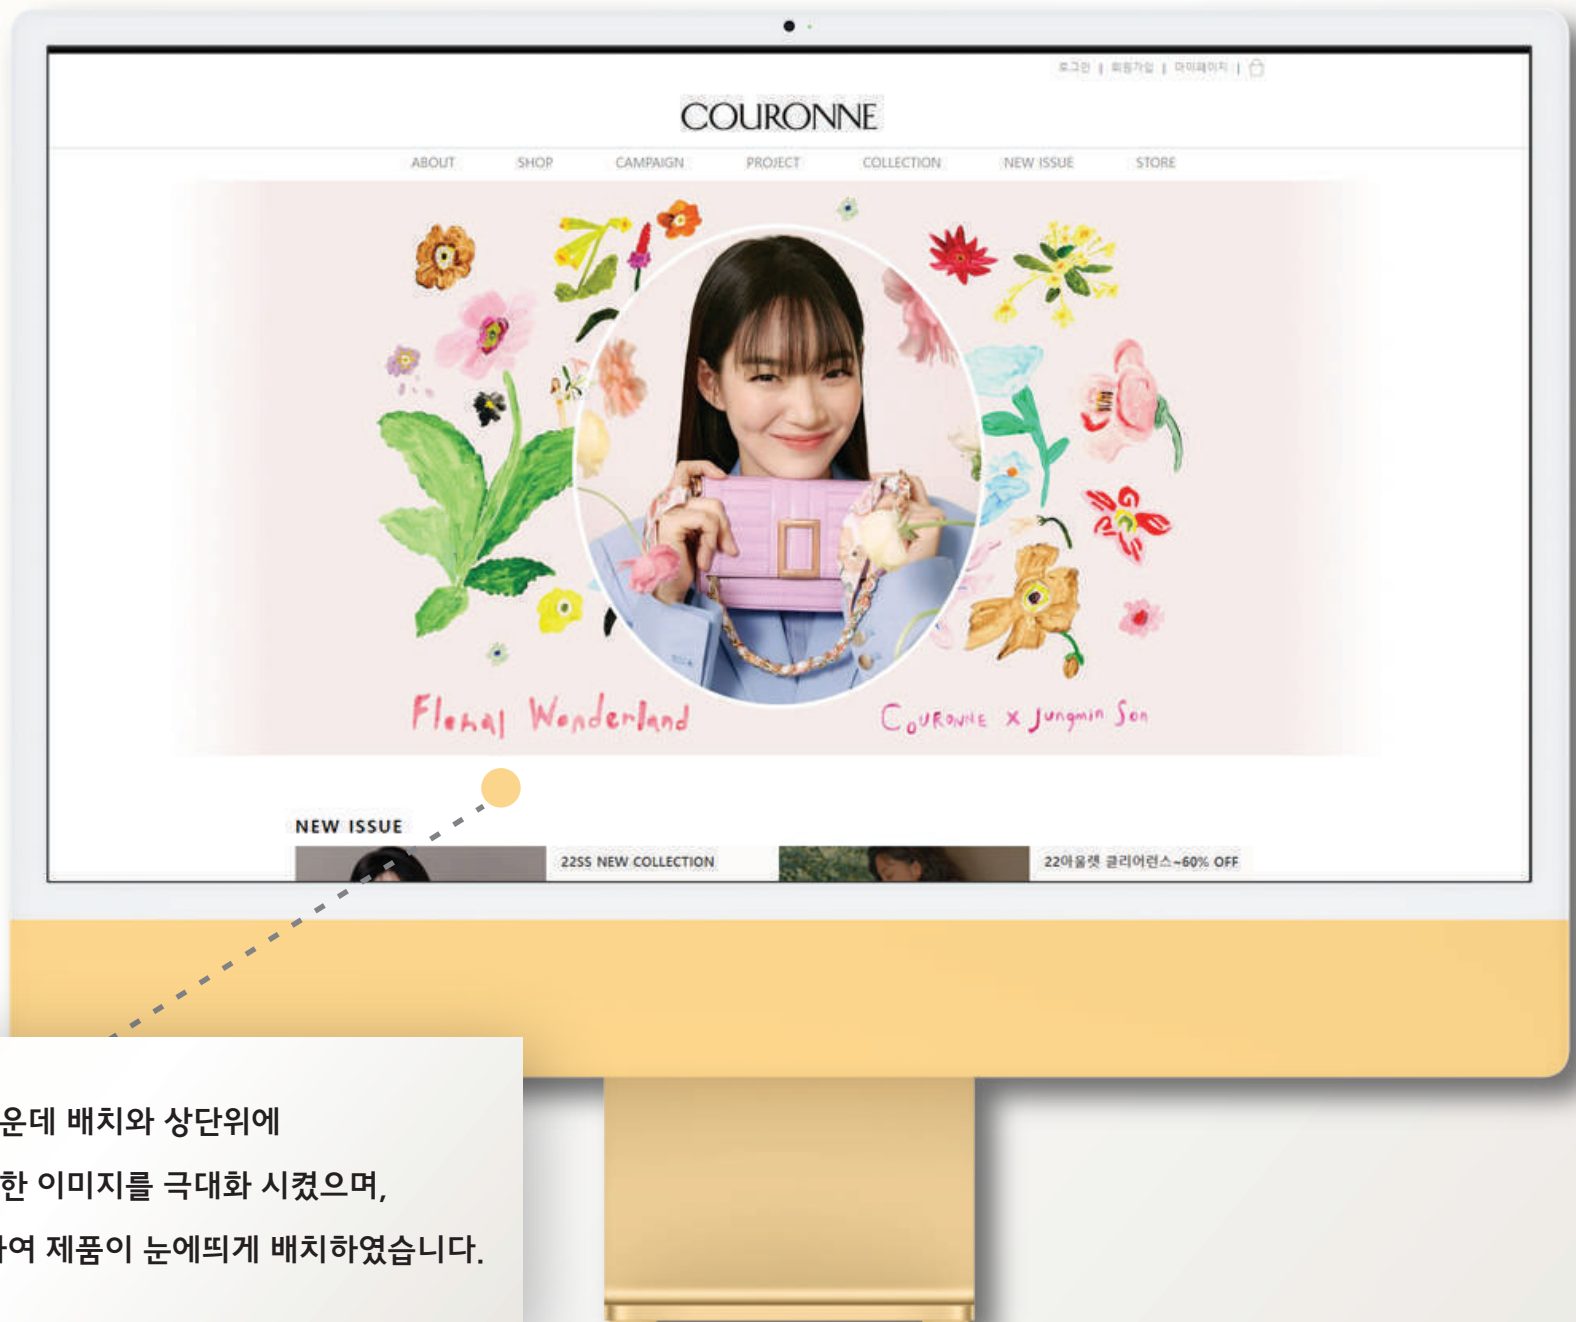 로그인 | 회원가입 | 마이페이지 |
COURONNE
ABOUT SHOP CAMPAIGN PROJECT COLLECTION NEW ISSUE STORE
Floral Wonderland
COURONNE X Jungmin Son
NEW ISSUE
22SS NEW COLLECTION
22아울렛 클리어런스~60% OFF
운데 배치와 상단위에
한 이미지를 극대화 시켰으며,
하여 제품이 눈에띄게 배치하였습니다.